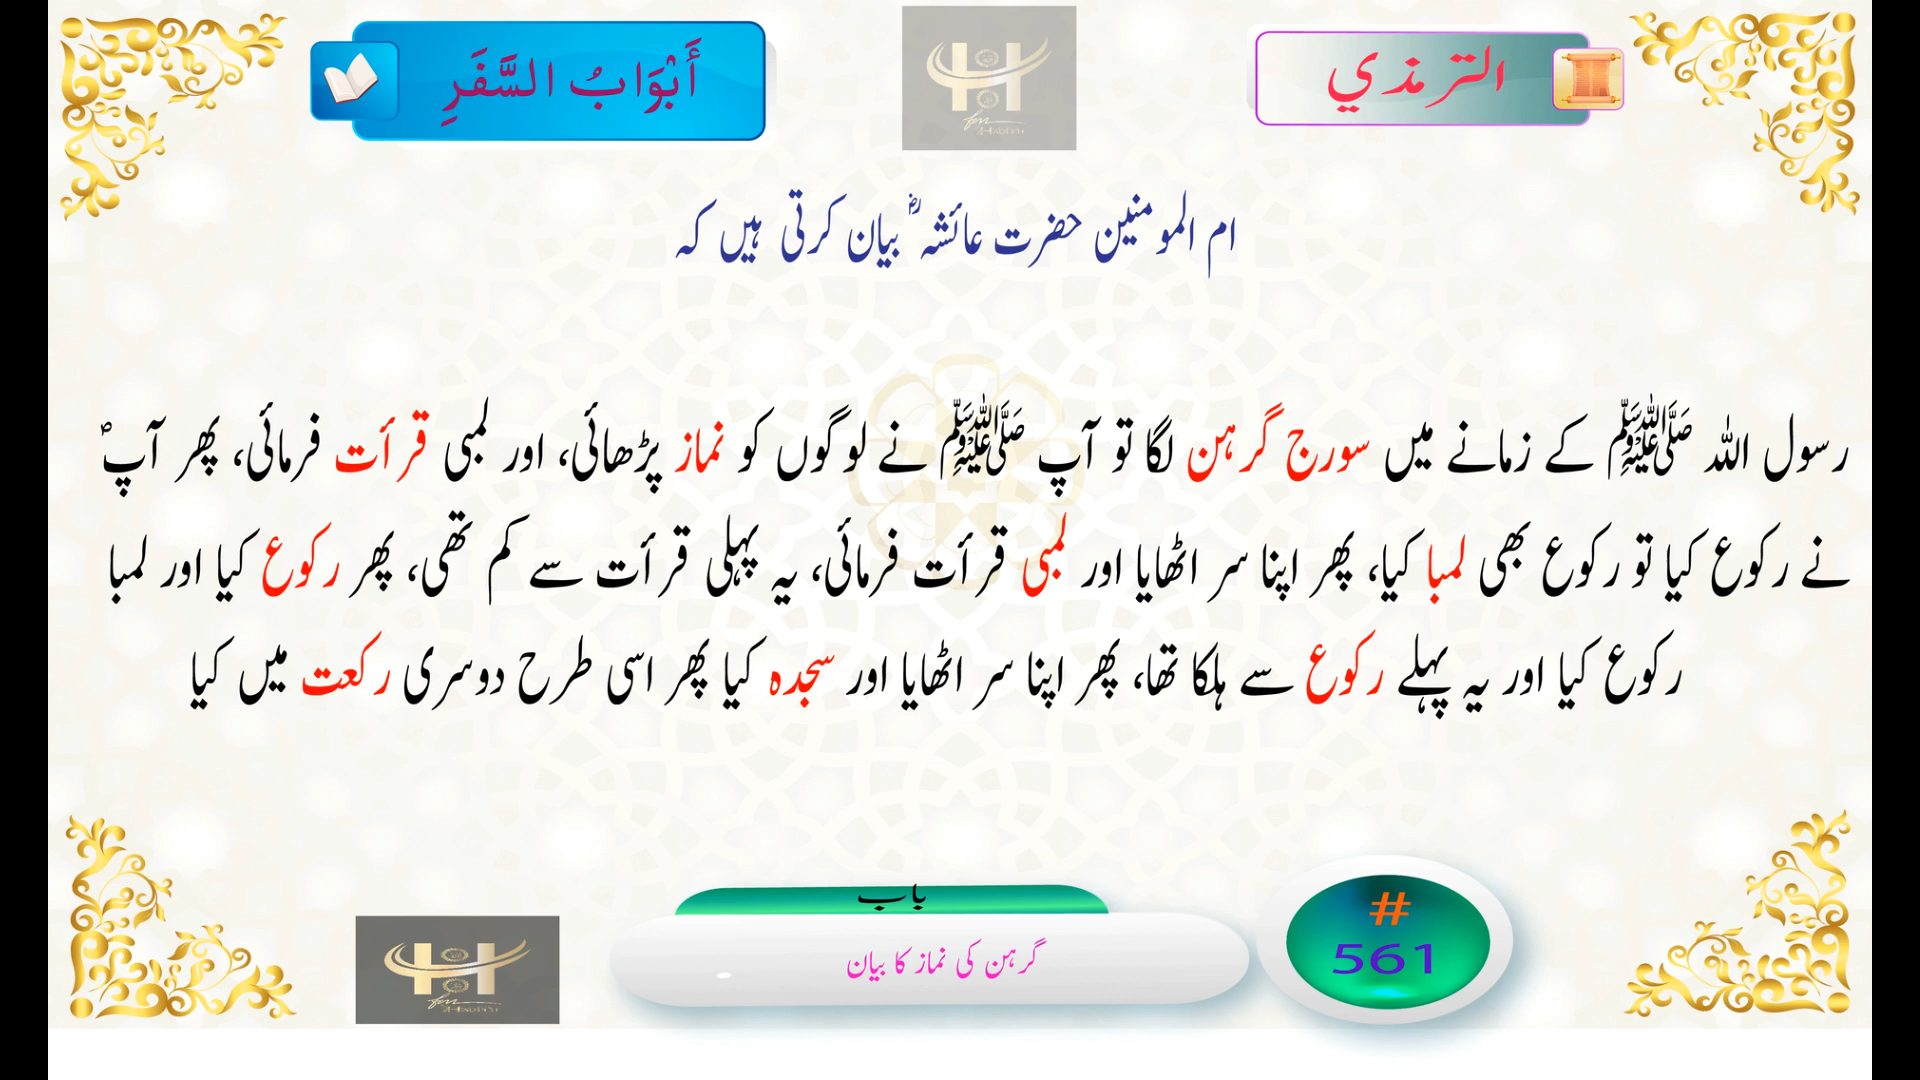 الترمذي
أَبْوَابُ السَّفَرِ
ام المومنین حضرت عائشہ ؓ بیان کرتی ہیں کہ
رسول اللہ ﷺ کے زمانے میں سورج گرہن لگا تو آپ ﷺ نے لوگوں کو نماز پڑھائی، اور لمبی قرأت فرمائی، پھر آپ ؐ
نے رکوع کیا تو رکوع بھی لمبا کیا، پھر اپنا سر اٹھایا اور لمبی قرأت فرمائی، یہ پہلی قرأت سے کم تھی، پھر رکوع کیا اور لمبا
رکوع کیا اور یہ پہلے رکوع سے ہلکا تھا، پھر اپنا سر اٹھایا اور سجدہ کیا پھر اسی طرح دوسری رکعت میں کیا
باب
گرہن کی نماز کا بیان
#
561